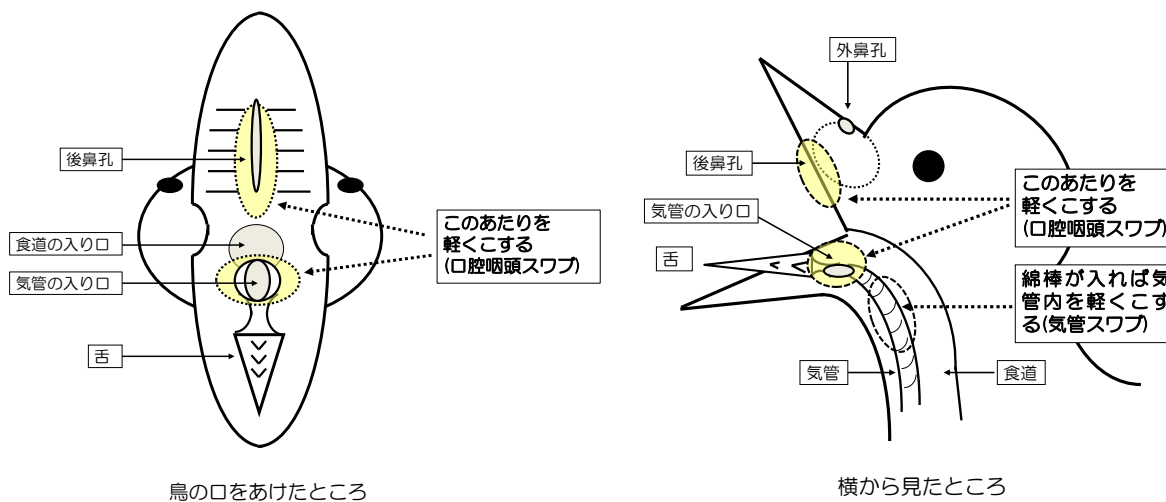 後鼻孔
食道の入り口
気管の入り口
舌
このあたりを
軽くこする
(口腔咽頭スワブ)
鳥の口をあけたところ
外鼻孔
後鼻孔
気管の入り口
舌
気管
食道
このあたりを
軽くこする
(口腔咽頭スワブ)
綿棒が入れば気
管内を軽くこす
る(気管スワブ)
横から見たところ